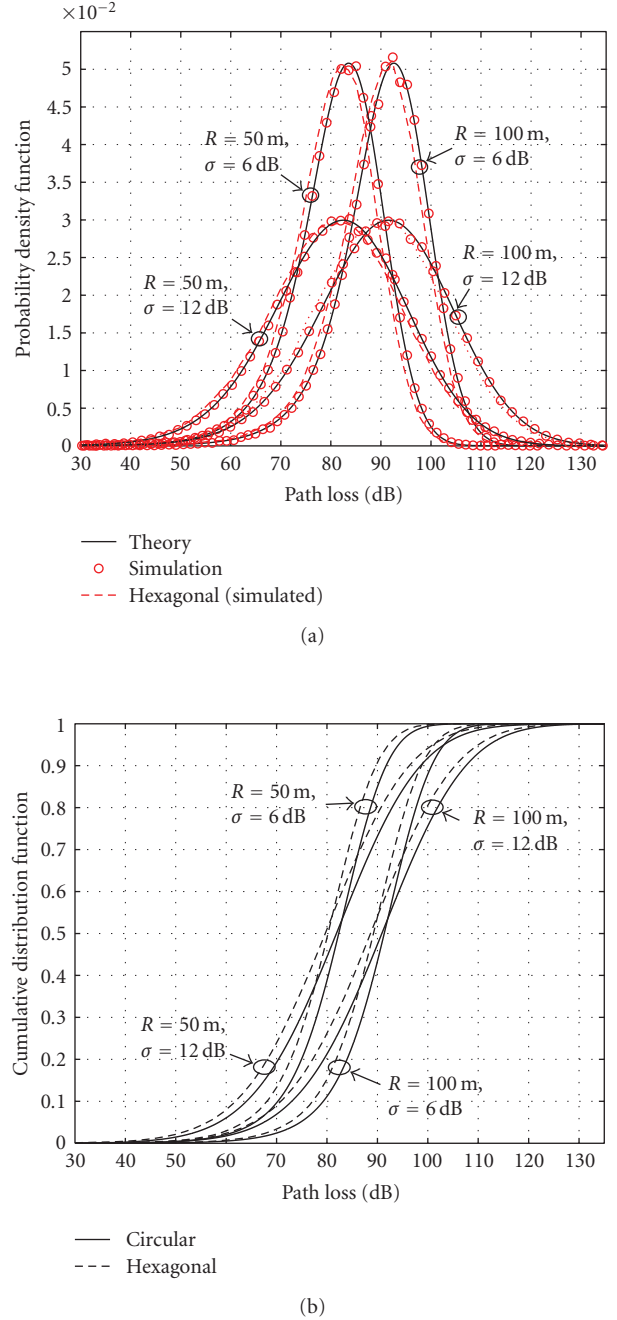 ×10⁻²
5
4.5
4
3.5
3
2.5
2
1.5
1
0.5
0
Probability density function
R = 50 m,
σ = 6 dB
R = 100 m,
σ = 6 dB
R = 50 m,
σ = 12 dB
R = 100 m,
σ = 12 dB
30 40 50 60 70 80 90 100 110 120 130
Path loss (dB)
Theory
Simulation
Hexagonal (simulated)
(a)
1
0.9
0.8
0.7
0.6
0.5
0.4
0.3
0.2
0.1
0
Cumulative distribution function
R = 50 m,
σ = 6 dB
R = 100 m,
σ = 12 dB
R = 50 m,
σ = 12 dB
R = 100 m,
σ = 6 dB
30 40 50 60 70 80 90 100 110 120 130
Path loss (dB)
Circular
Hexagonal
(b)